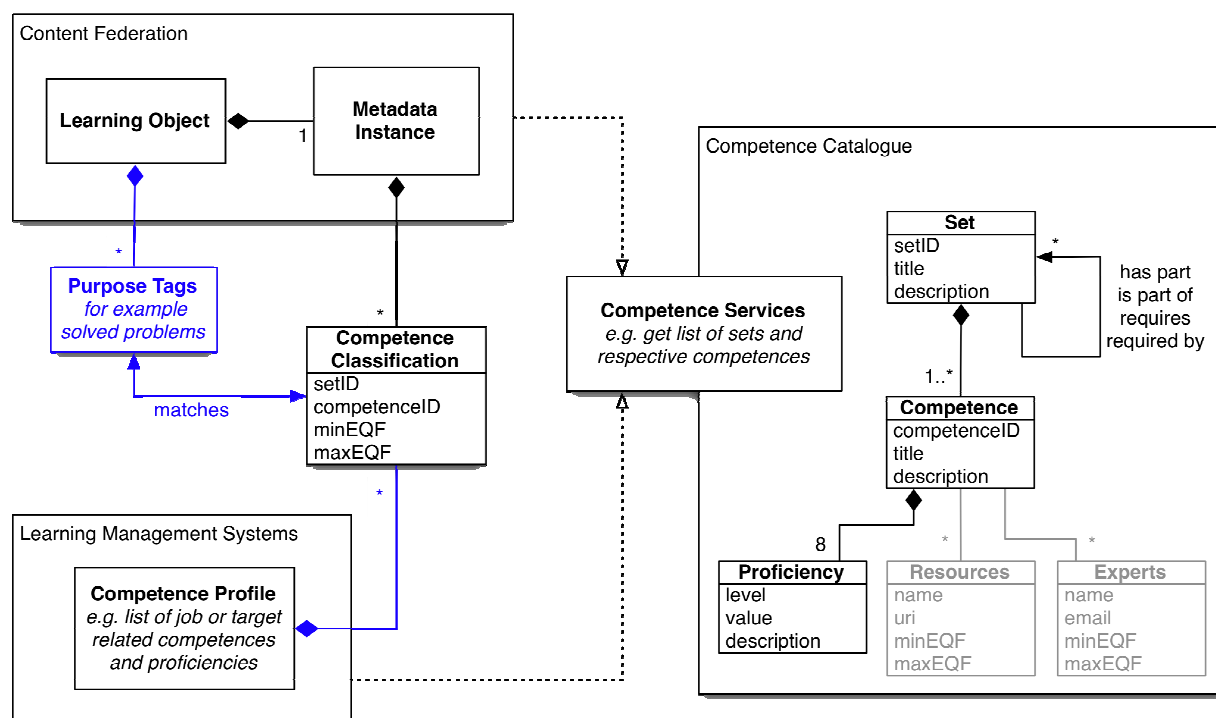 Content Federation
Learning Object
1
Metadada
Instance
*
Purpose Tags
for example
solved problems
matches
*
Competence
Classification
setID
competenceID
minEQF
maxEQF
*
Learning Management Systems
Competence Profile
e.g. list of job or target
related competences
and proficiencies
Competence Services
e.g. get list of sets and
respective competences
Competence Catalogue
Set
setID
title
description
*
has part
is part of
requires
required by
1..*
Competence
competenceID
title
description
8
*
*
Proficiency
level
value
description
Resources
name
uri
minEQF
maxEQF
Experts
name
email
minEQF
maxEQF